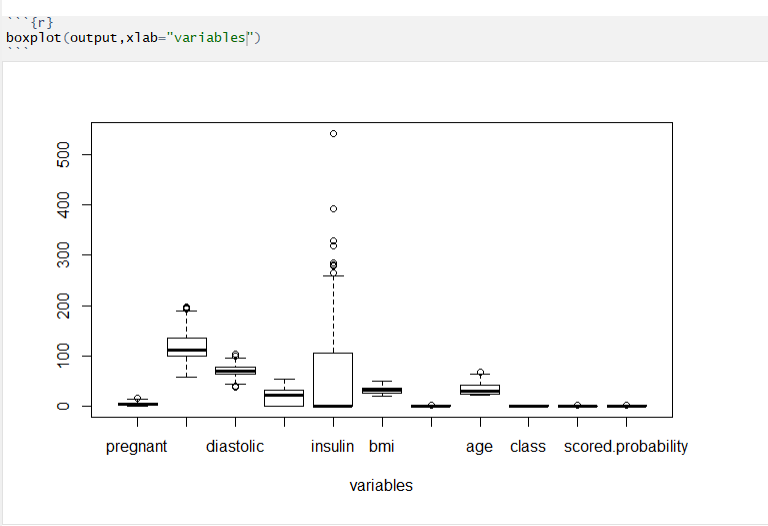 ```{r}
boxplot(output,xlab="variables")
```
500
400
300
200
100
0
pregnant diastolic insulin bmi age class scored.probability
variables